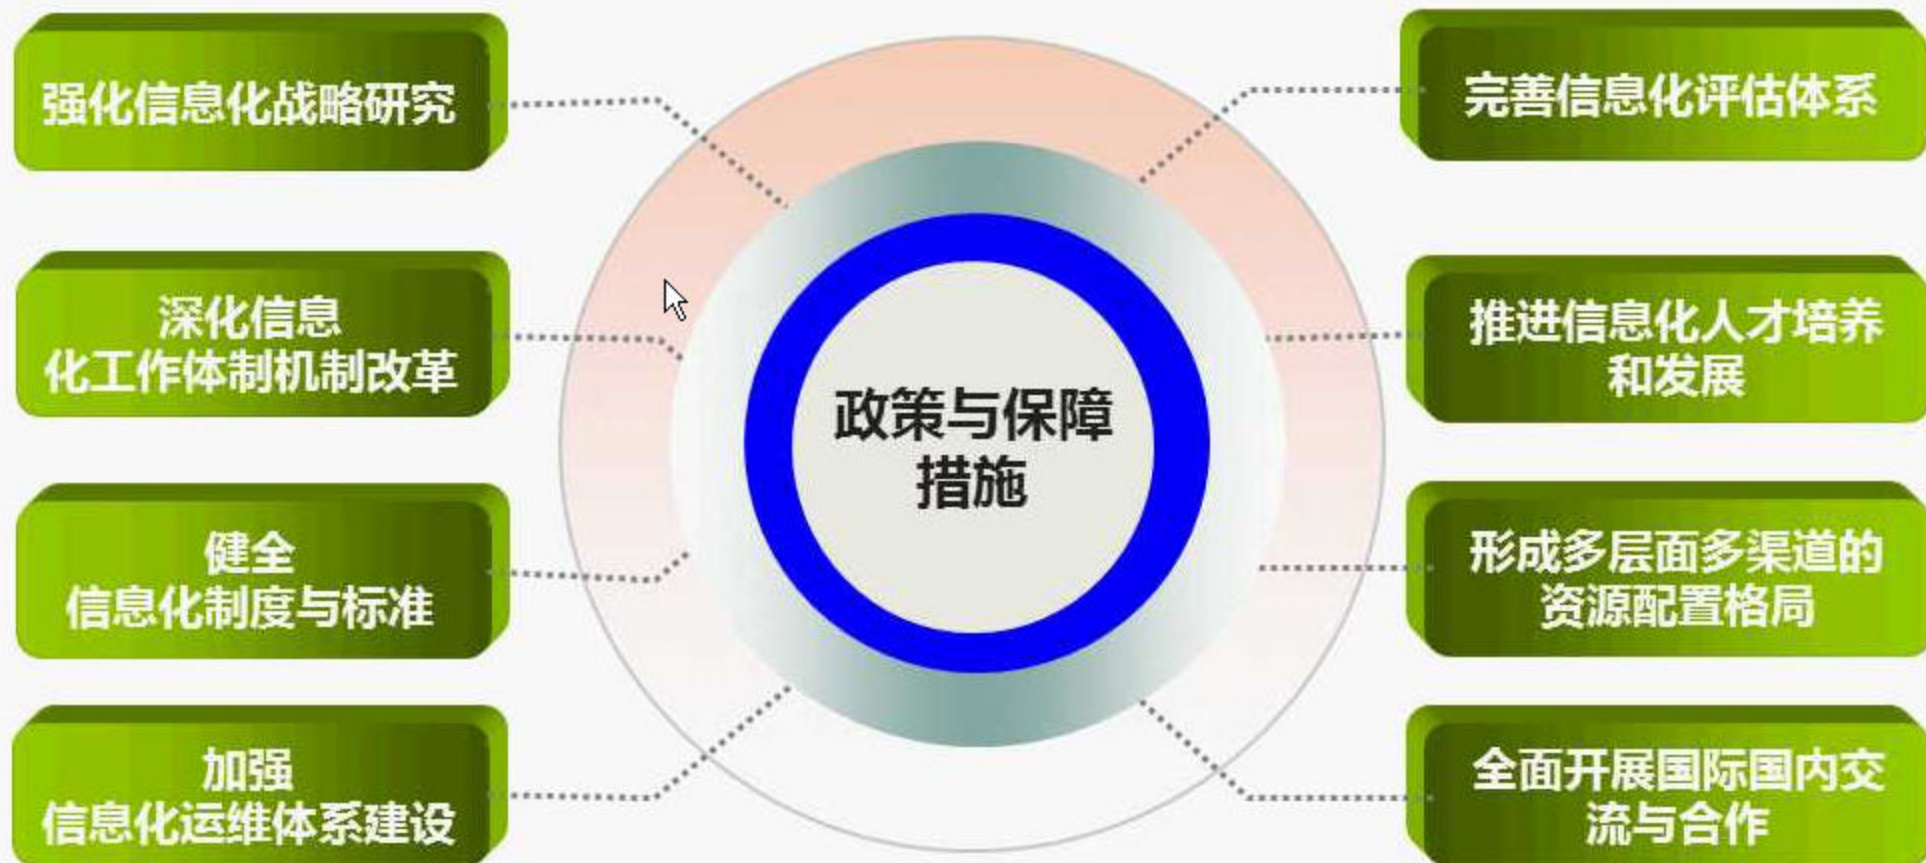 强化信息化战略研究
深化信息
化工作体制机制改革
健全
信息化制度与标准
加强
信息化运维体系建设
政策与保障
措施
完善信息化评估体系
推进信息化人才培养
和发展
形成多层面多渠道的
资源配置格局
全面开展国际国内交
流与合作